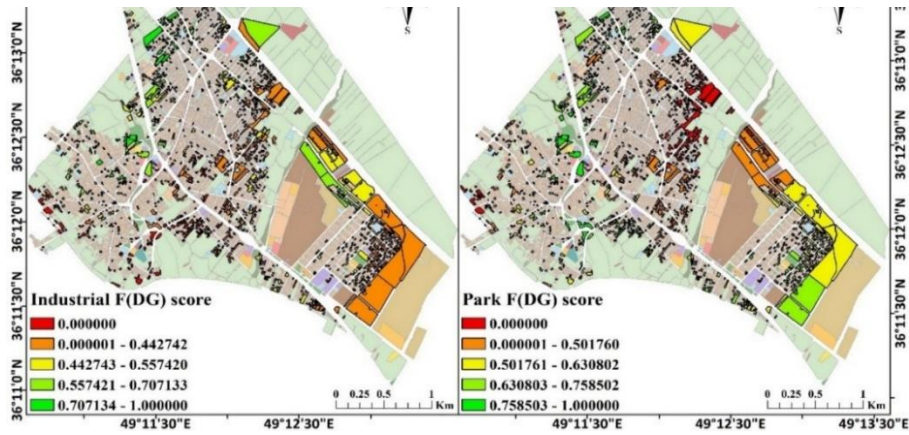 S
S
36°13'0"N
36°12'30"N
36°12'0"N
36°11'30"N
36°11'0"N
Industrial F(DG) score
0.000000
0.000001 - 0.442742
0.442743 - 0.557420
0.557421 - 0.707133
0.707134 - 1.000000
0 0.25 0.5 1
Km
Park F(DG) score
0.000000
0.000001 - 0.501760
0.501761 - 0.630802
0.630803 - 0.758502
0.758503 - 1.000000
0 0.25 0.5 1
Km
36°13'0"N
36°12'30"N
36°12'0"N
36°11'30"N
49°11'30"E
49°12'30"E
49°11'30"E
49°12'30"E
49°13'30"E